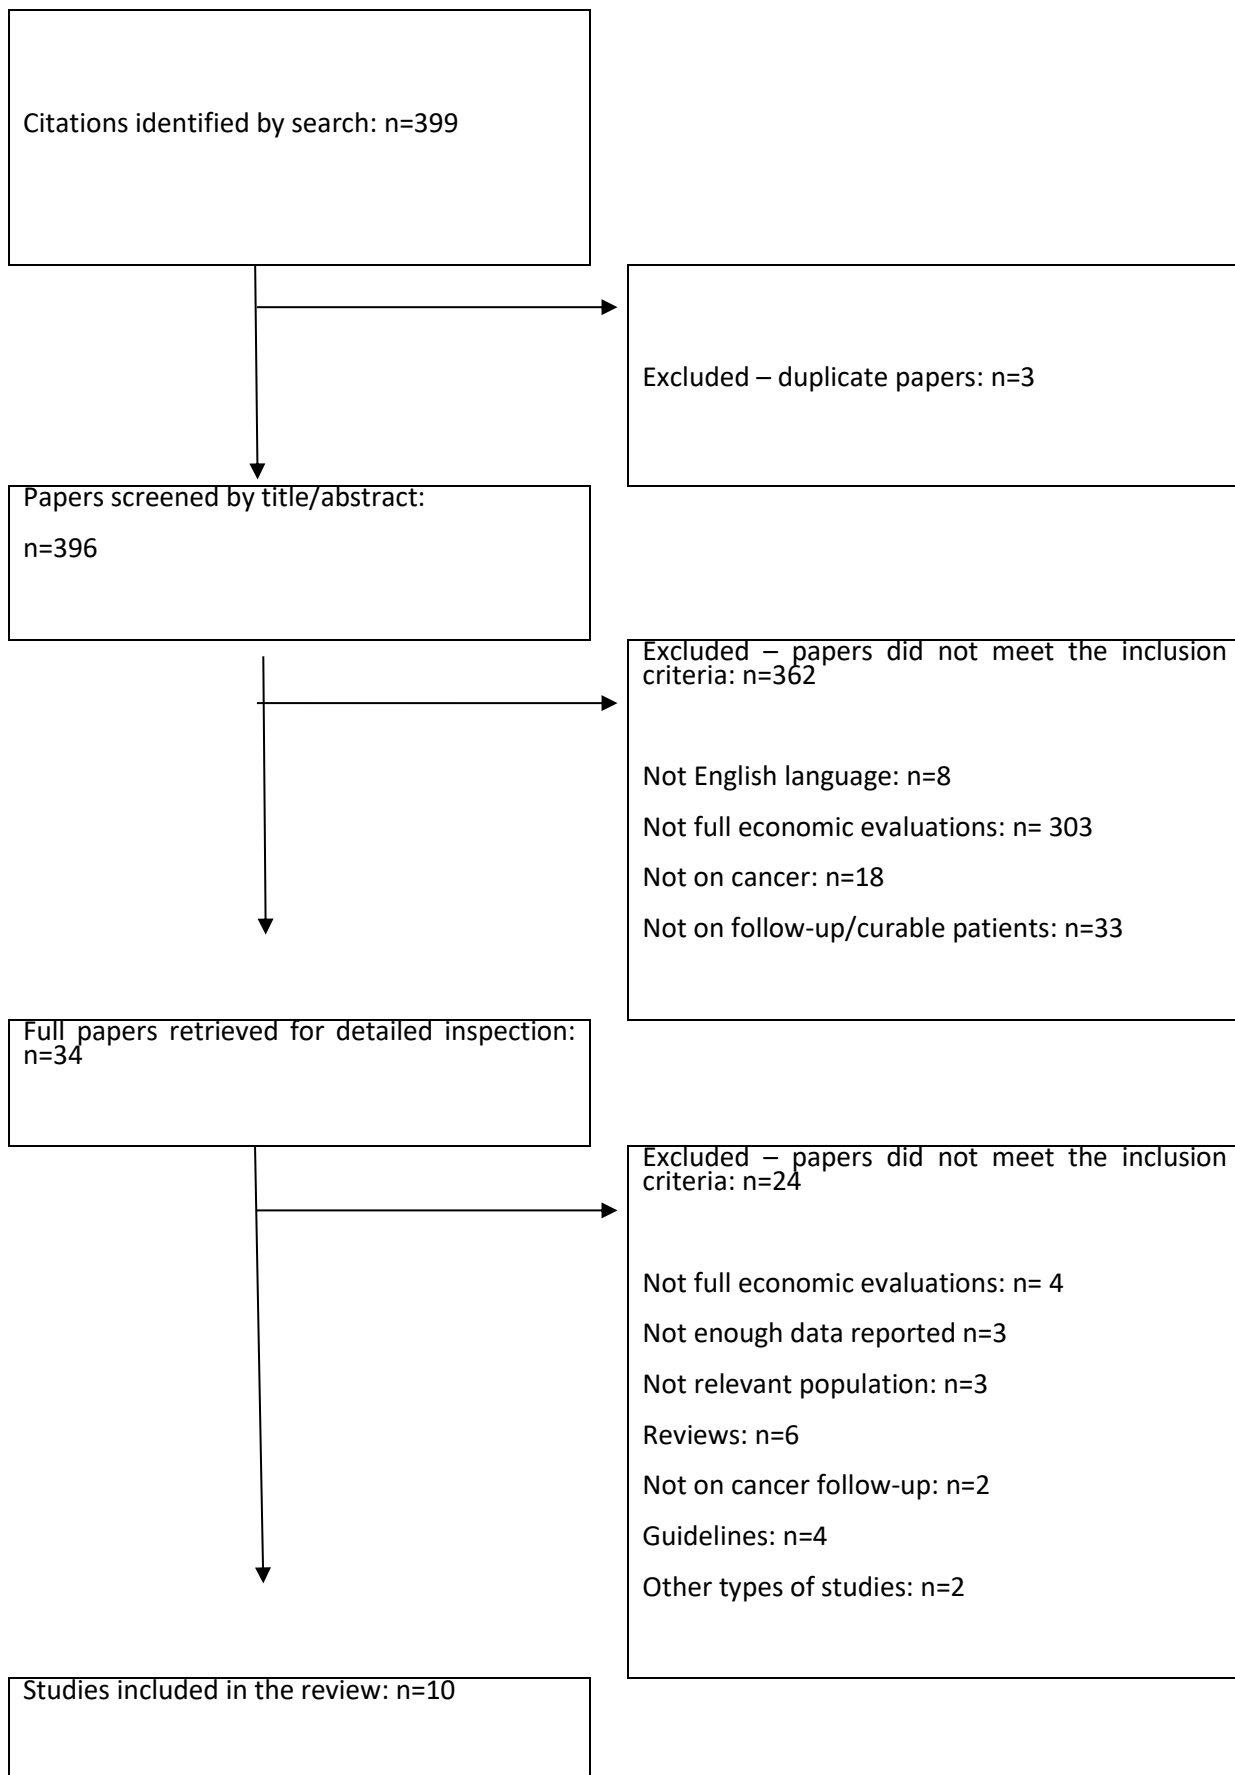 Citations identified by search: n=399
Excluded – duplicate papers: n=3
Papers screened by title/abstract:
n=396
Excluded – papers did not meet the inclusion
criteria: n=362
Not English language: n=8
Not full economic evaluations: n= 303
Not on cancer: n=18
Not on follow-up/curable patients: n=33
Full papers retrieved for detailed inspection:
n=34
Excluded – papers did not meet the inclusion
criteria: n=24
Not full economic evaluations: n= 4
Not enough data reported n=3
Not relevant population: n=3
Reviews: n=6
Not on cancer follow-up: n=2
Guidelines: n=4
Other types of studies: n=2
Studies included in the review: n=10